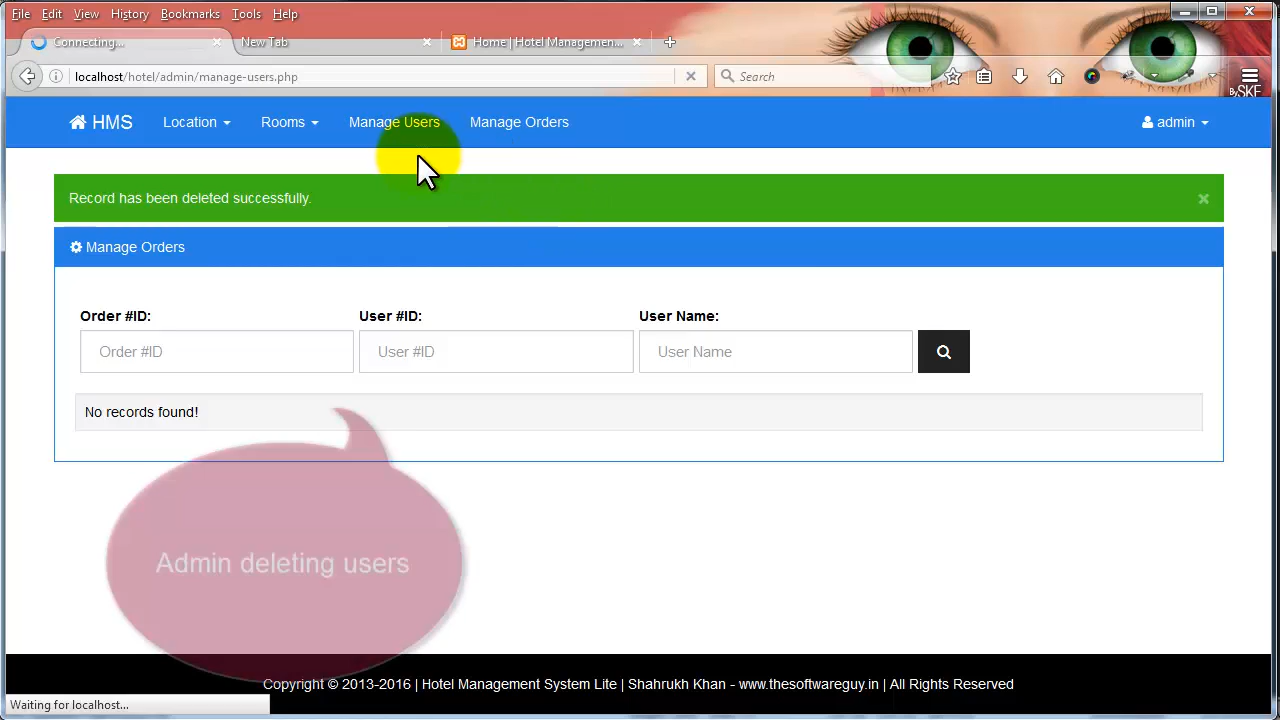 File Edit View History Bookmarks Tools Help
Connecting... New Tab Home | Hotel Managemen...
localhost/hotel/admin/manage-users.php Search
By SKE
HMS Location Rooms Manage Users Manage Orders admin
Record has been deleted successfully. ×
Manage Orders
Order #ID: User #ID: User Name:
Order #ID User #ID User Name
No records found!
Admin deleting users
Copyright © 2013-2016 | Hotel Management System Lite | Shahrukh Khan - www.thesoftwareguy.in | All Rights Reserved
Waiting for localhost...